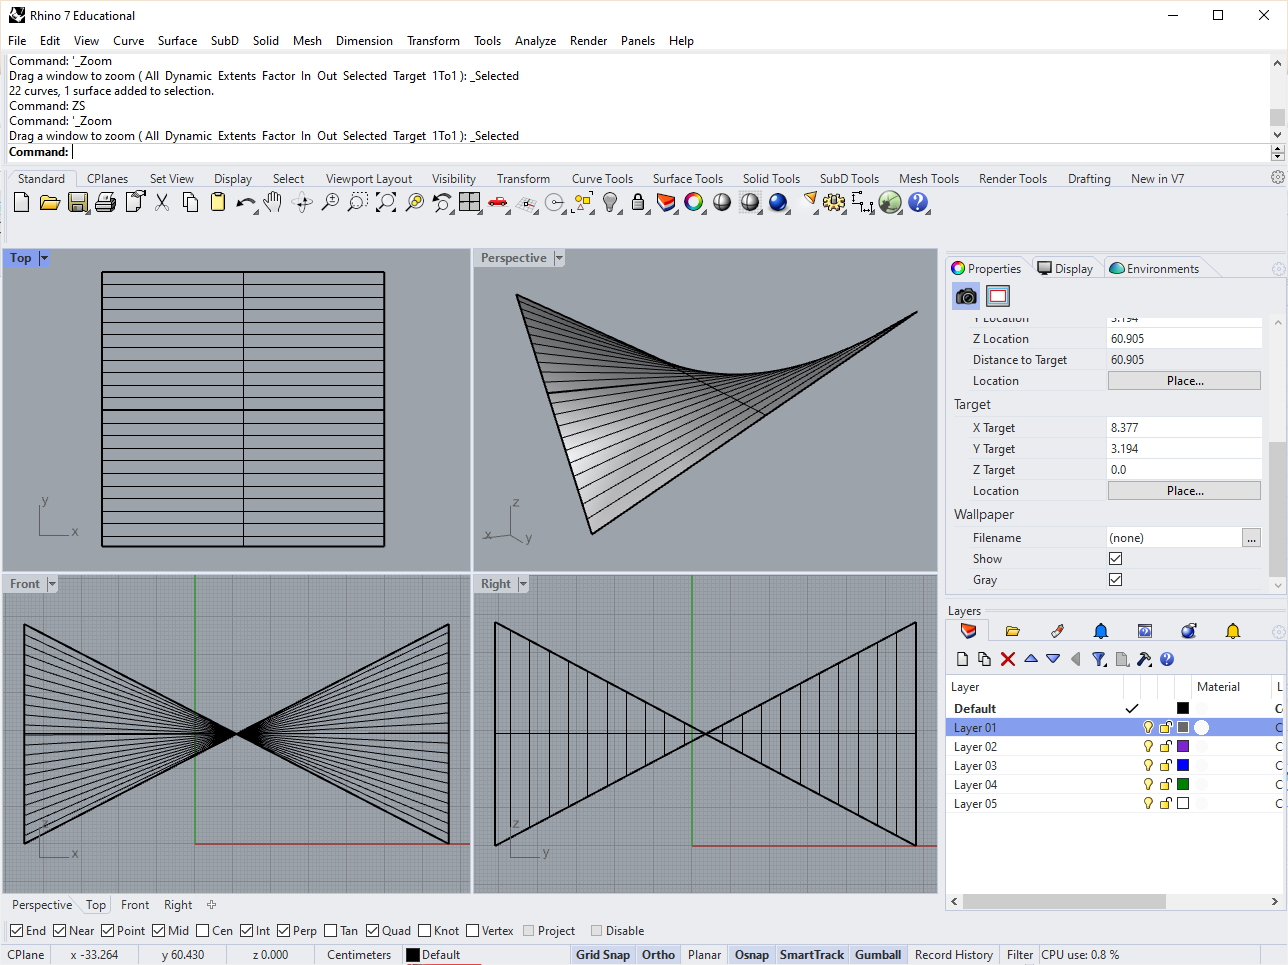 Rhino 7 Educational
File Edit View Curve Surface SubD Solid Mesh Dimension Transform Tools Analyze Render Panels Help
Command: '_Zoom
Drag a window to zoom ( All Dynamic Extents Factor In Out Selected Target 1To1 ): _Selected
22 curves, 1 surface added to selection.
Command: ZS
Command: '_Zoom
Drag a window to zoom ( All Dynamic Extents Factor In Out Selected Target 1To1 ): _Selected
Command:
Standard CPlanes Set View Display Select Viewport Layout Visibility Transform Curve Tools Surface Tools Solid Tools SubD Tools Mesh Tools Render Tools Drafting New in V7
Top
y
x
Perspective
z
x
y
Front
z
x
Right
z
y
Properties Display Environments
Y Location 3.194
Z Location 60.905
Distance to Target 60.905
Location Place...
Target
X Target 8.377
Y Target 3.194
Z Target 0.0
Location Place...
Wallpaper
Filename (none) ...
Show
Gray
Layers
Layer Material L
Default C
Layer 01 C
Layer 02 C
Layer 03 C
Layer 04 C
Layer 05 C
Perspective Top Front Right
End Near Point Mid Cen Int Perp Tan Quad Knot Vertex Project Disable
CPlane x -33.264 y 60.430 z 0.000 Centimeters Default Grid Snap Ortho Planar Osnap SmartTrack Gumball Record History Filter CPU use: 0.8 %